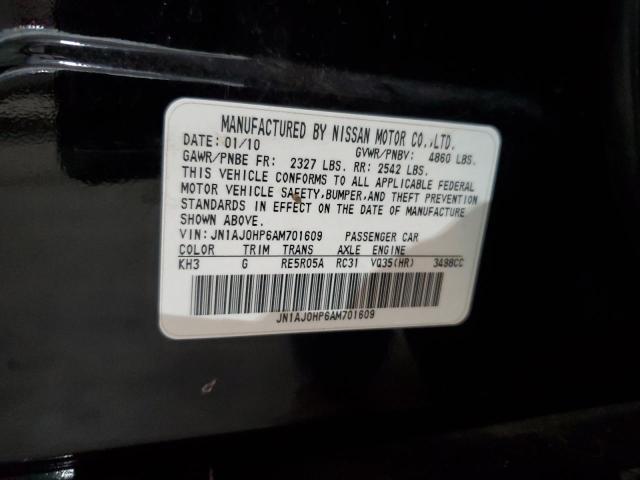 MANUFACTURED BY NISSAN MOTOR CO.,LTD.
DATE: 01/10 GVWR/PNBV: 4860 LBS.
GAWR/PNBE FR: 2327 LBS. RR: 2542 LBS.
THIS VEHICLE CONFORMS TO ALL APPLICABLE FEDERAL
MOTOR VEHICLE SAFETY,BUMPER,AND THEFT PREVENTION
STANDARDS IN EFFECT ON THE DATE OF MANUFACTURE
SHOWN ABOVE.
VIN: JN1AJ0HP6AM701609 PASSENGER CAR
COLOR TRIM TRANS AXLE ENGINE
KH3 G RE5R05A RC31 VQ35(HR) 3498CC
JN1AJ0HP6AM701609